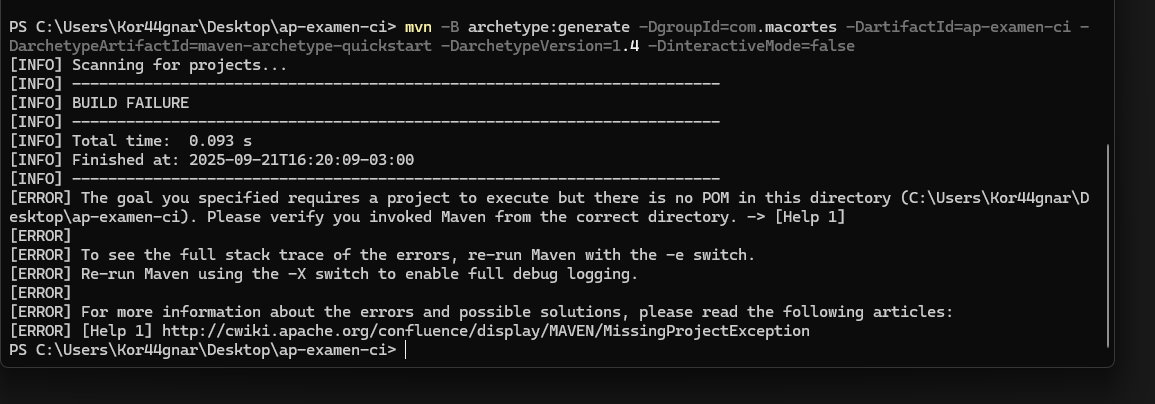 PS C:\Users\Kor44gnar\Desktop\ap-examen-ci> mvn -B archetype:generate -DgroupId=com.macortes -DartifactId=ap-examen-ci -
DarchetypeArtifactId=maven-archetype-quickstart -DarchetypeVersion=1.4 -DinteractiveMode=false
[INFO] Scanning for projects...
[INFO] ------------------------------------------------------------------------
[INFO] BUILD FAILURE
[INFO] ------------------------------------------------------------------------
[INFO] Total time:  0.093 s
[INFO] Finished at: 2025-09-21T16:20:09-03:00
[INFO] ------------------------------------------------------------------------
[ERROR] The goal you specified requires a project to execute but there is no POM in this directory (C:\Users\Kor44gnar\D
esktop\ap-examen-ci). Please verify you invoked Maven from the correct directory. -> [Help 1]
[ERROR]
[ERROR] To see the full stack trace of the errors, re-run Maven with the -e switch.
[ERROR] Re-run Maven using the -X switch to enable full debug logging.
[ERROR]
[ERROR] For more information about the errors and possible solutions, please read the following articles:
[ERROR] [Help 1] http://cwiki.apache.org/confluence/display/MAVEN/MissingProjectException
PS C:\Users\Kor44gnar\Desktop\ap-examen-ci>